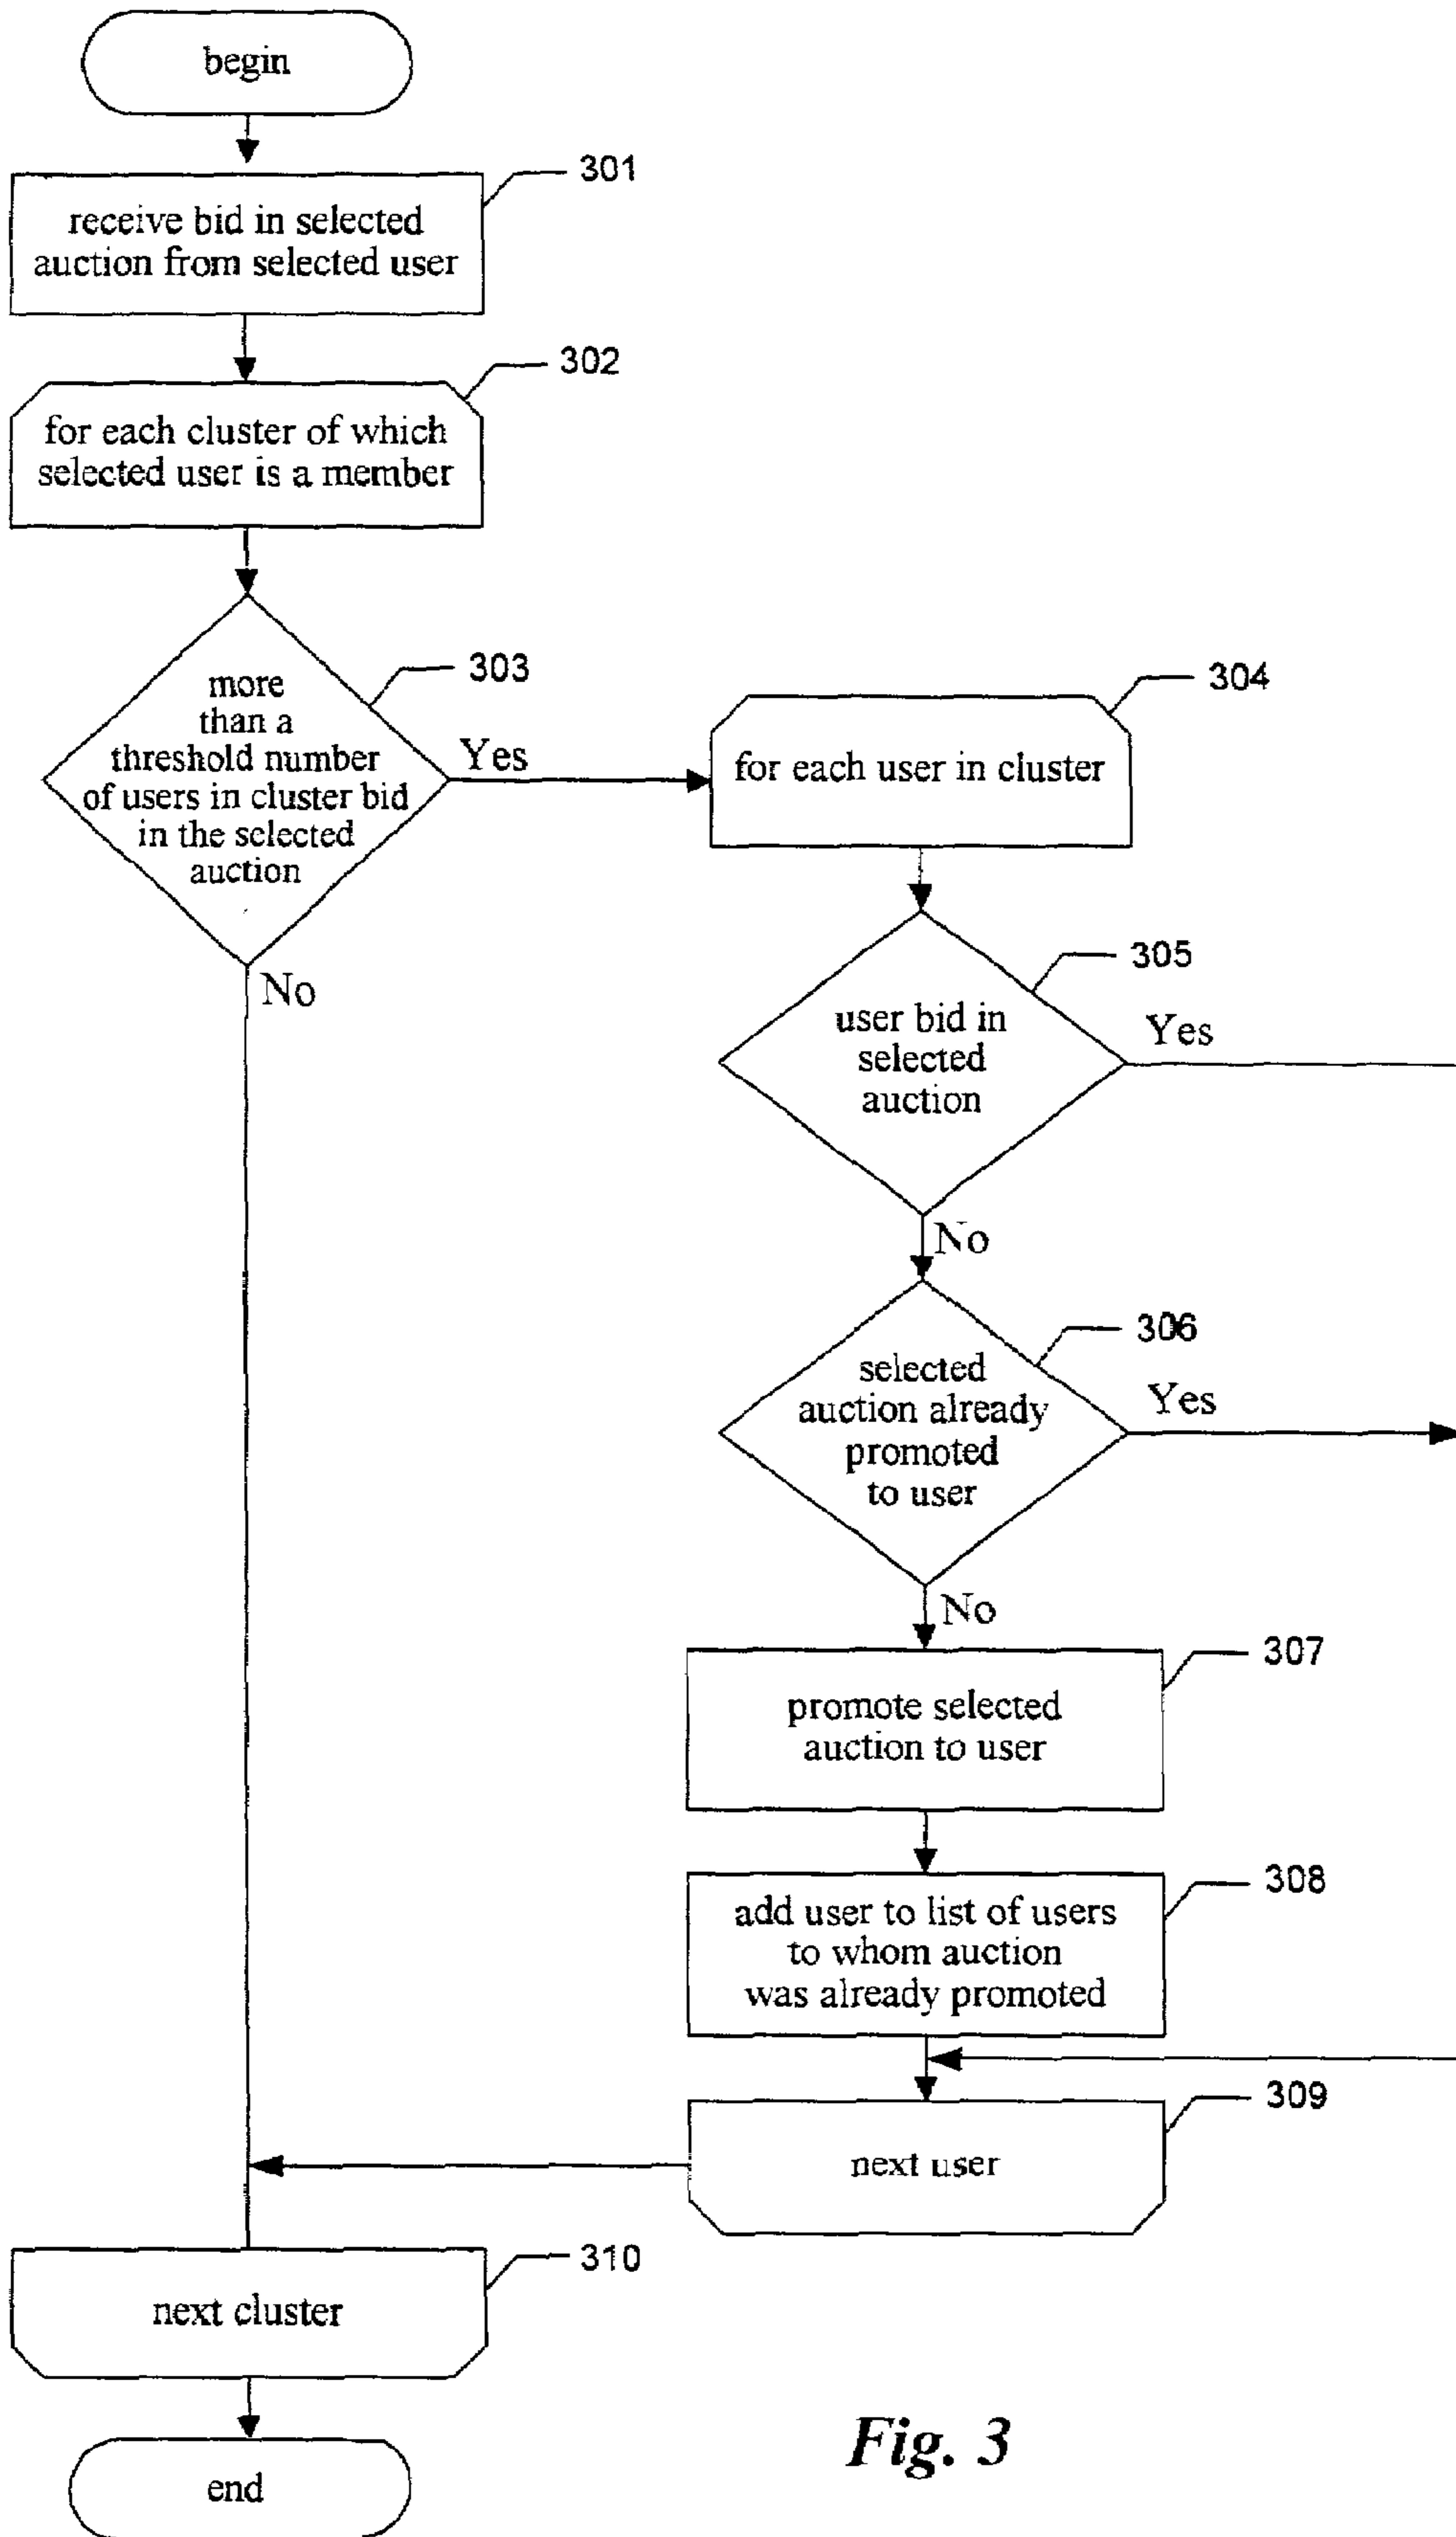 begin
301
receive bid in selected
auction from selected user
302
for each cluster of which
selected user is a member
303
more
than a
threshold number
of users in cluster bid
in the selected
auction
Yes
No
304
for each user in cluster
305
user bid in
selected
auction
Yes
No
306
selected
auction already
promoted
to user
Yes
No
307
promote selected
auction to user
308
add user to list of users
to whom auction
was already promoted
309
next user
310
next cluster
end
Fig. 3